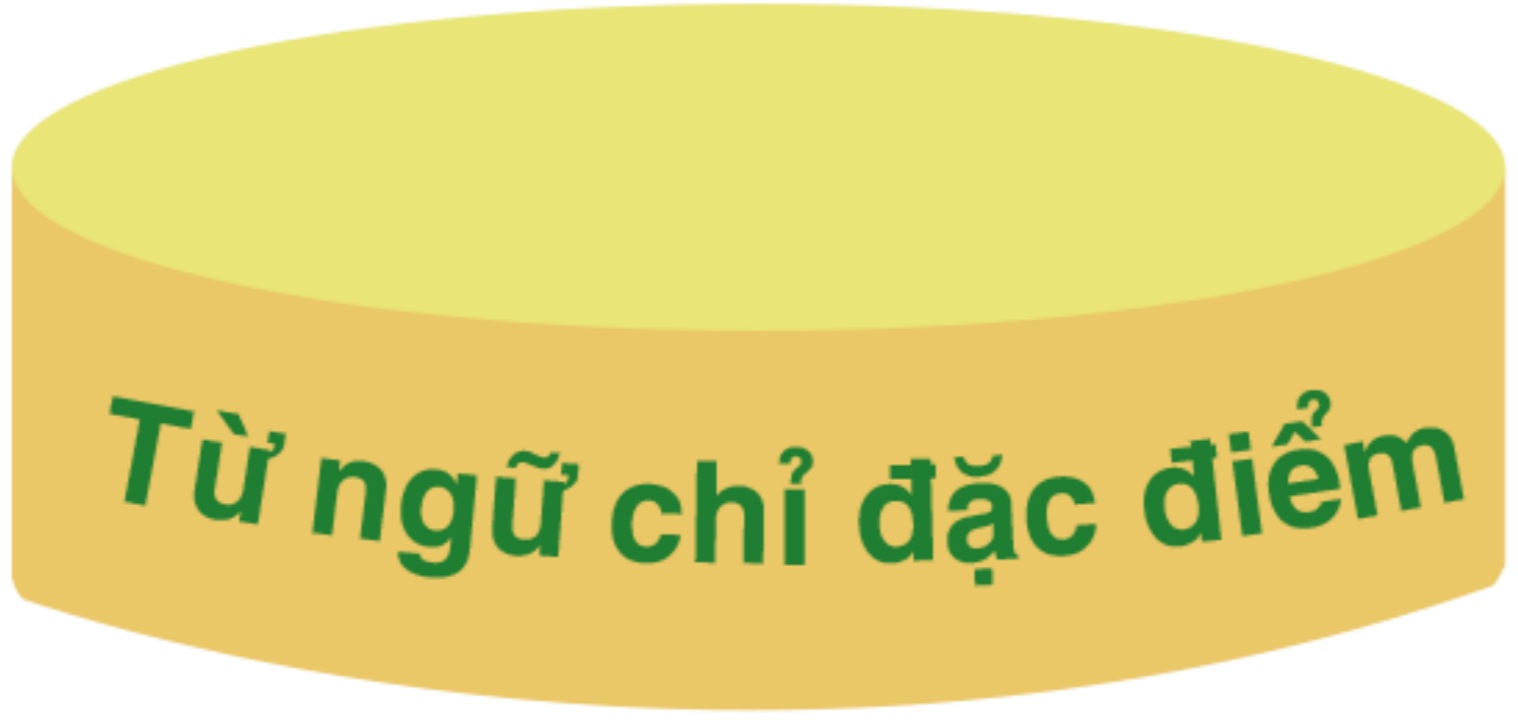 Từ ngữ chỉ đặc điểm